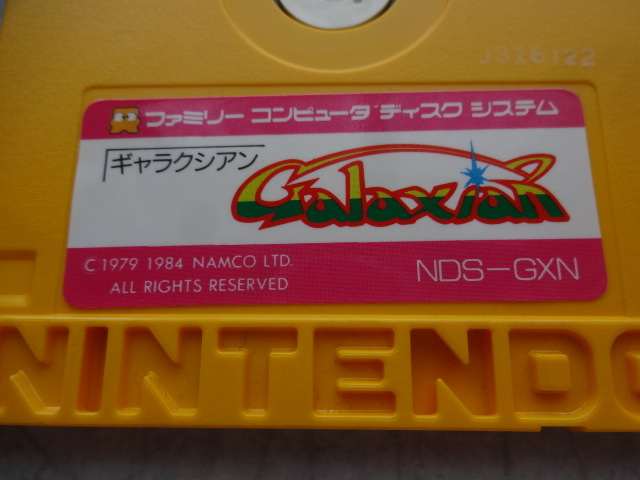 J316122
ファミリー コンピュータ ディスク システム
ギャラクシアン
Galaxian
© 1979 1984 NAMCO LTD.
ALL RIGHTS RESERVED
NDS-GXN
NINTENDO